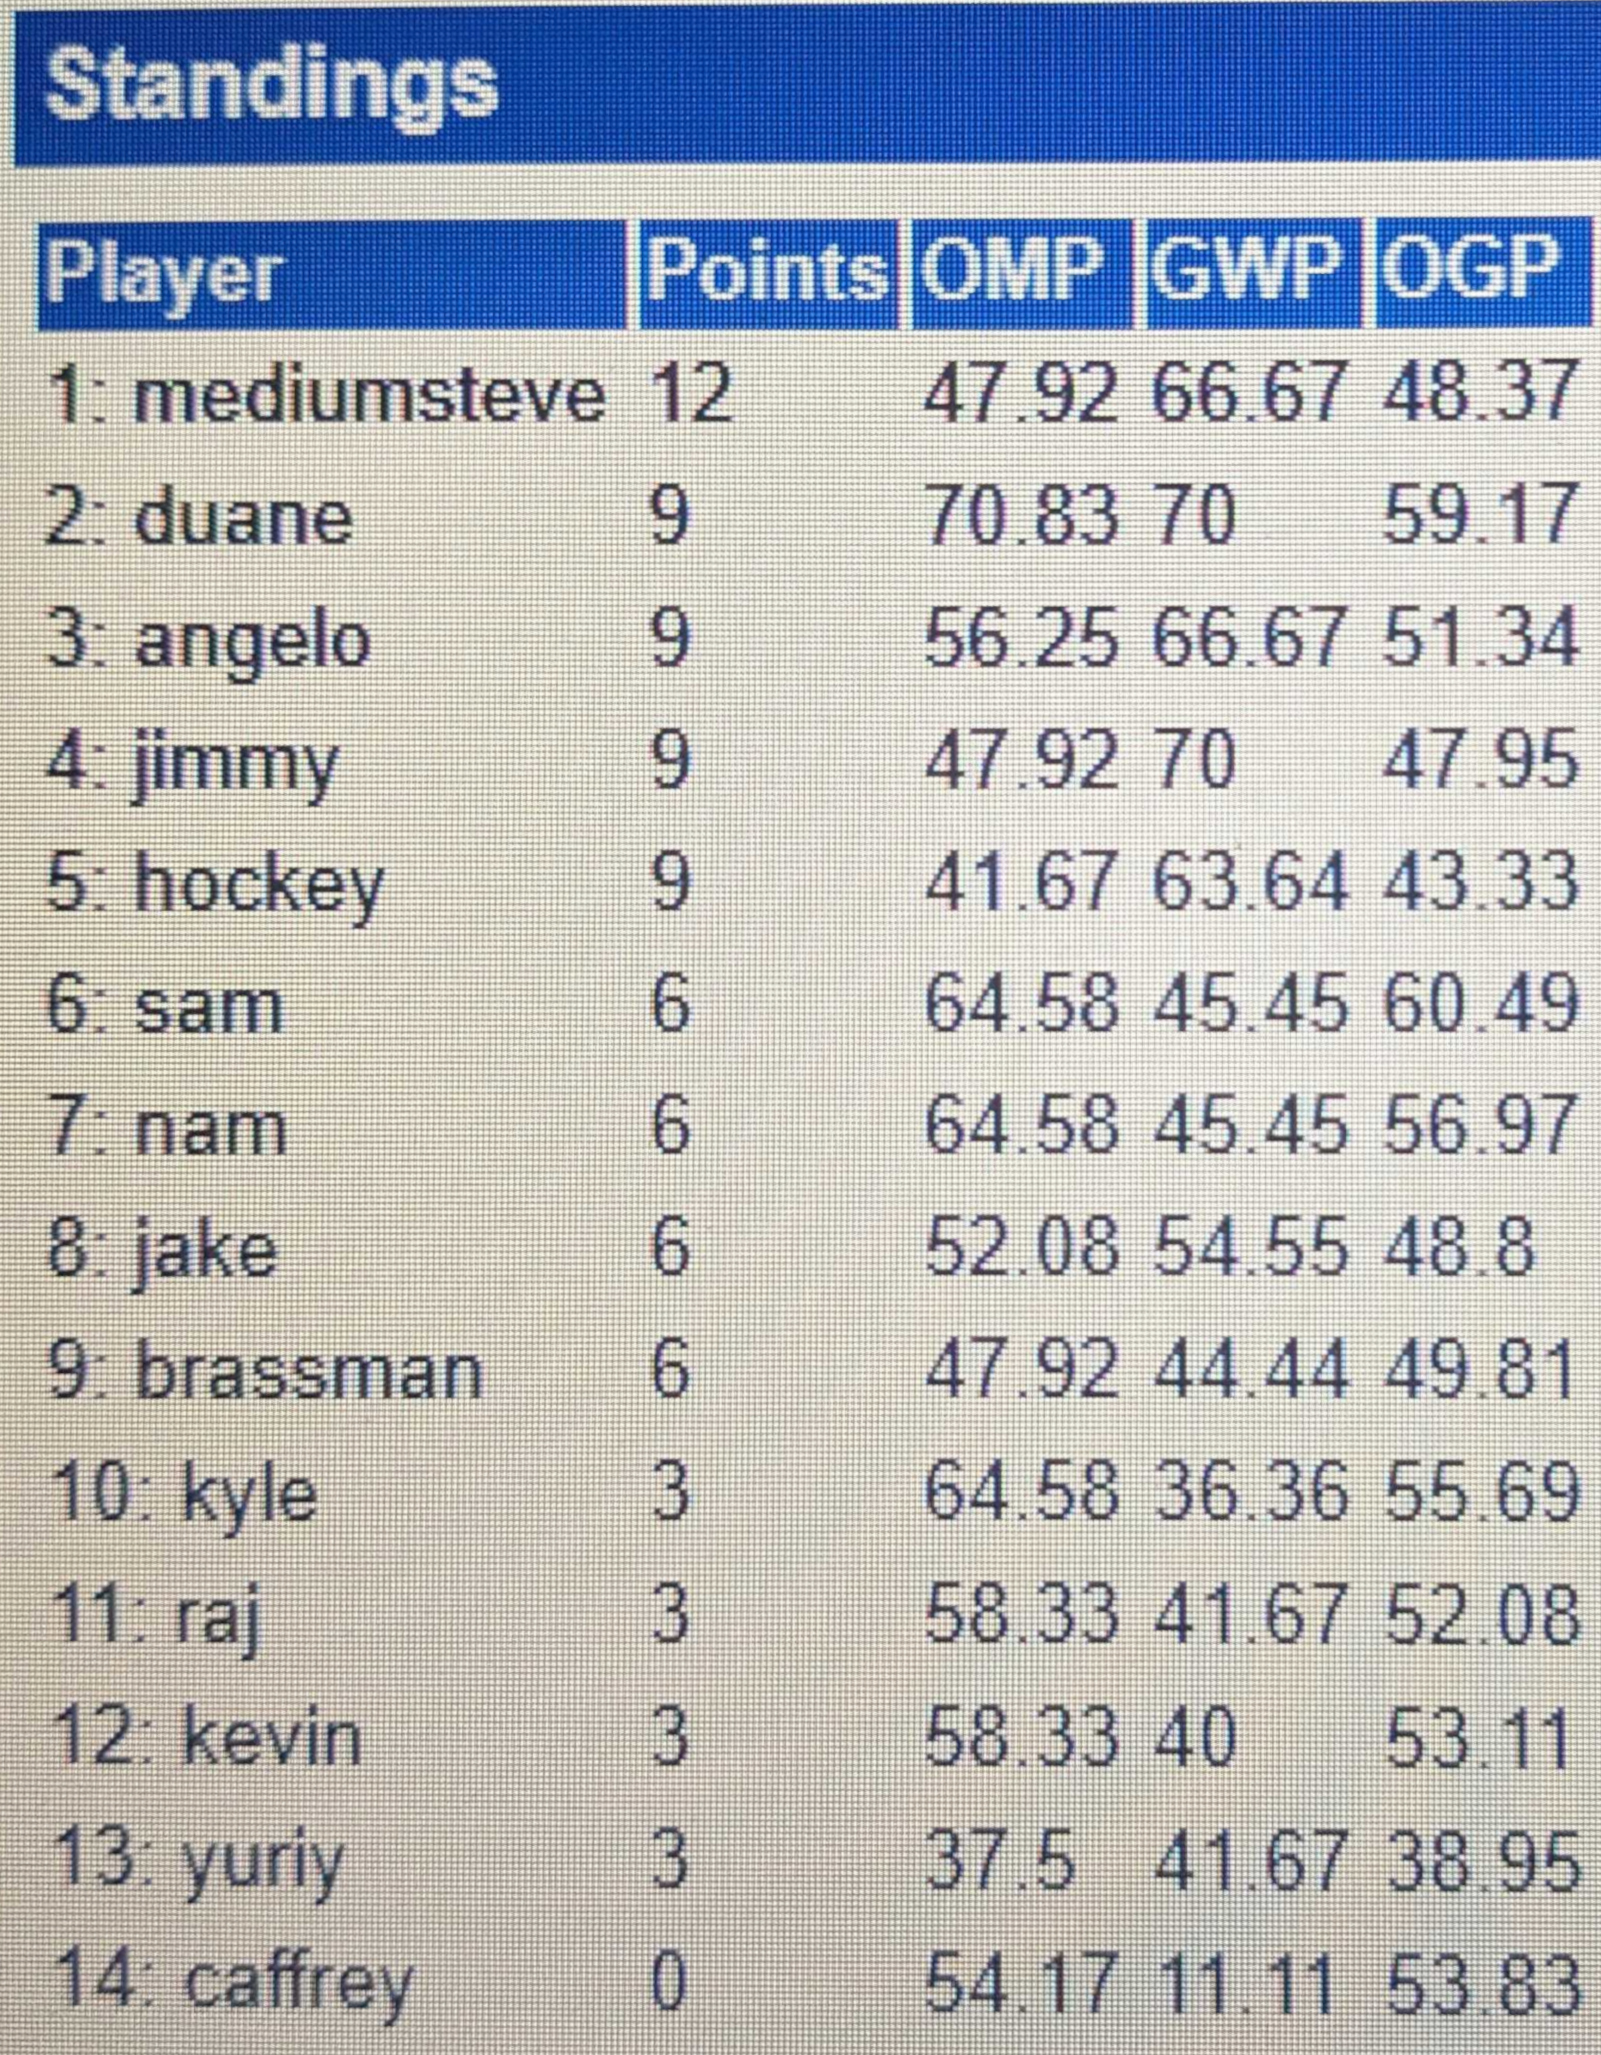 Standings
Player Points OMP GWP OGP
1: mediumsteve 12 47.92 66.67 48.37
2: duane 9 70.83 70 59.17
3: angelo 9 56.25 66.67 51.34
4: jimmy 9 47.92 70 47.95
5: hockey 9 41.67 63.64 43.33
6: sam 6 64.58 45.45 60.49
7: nam 6 64.58 45.45 56.97
8: jake 6 52.08 54.55 48.8
9: brassman 6 47.92 44.44 49.81
10: kyle 3 64.58 36.36 55.69
11: raj 3 58.33 41.67 52.08
12: kevin 3 58.33 40 53.11
13: yuriy 3 37.5 41.67 38.95
14: caffrey 0 54.17 11.11 53.83